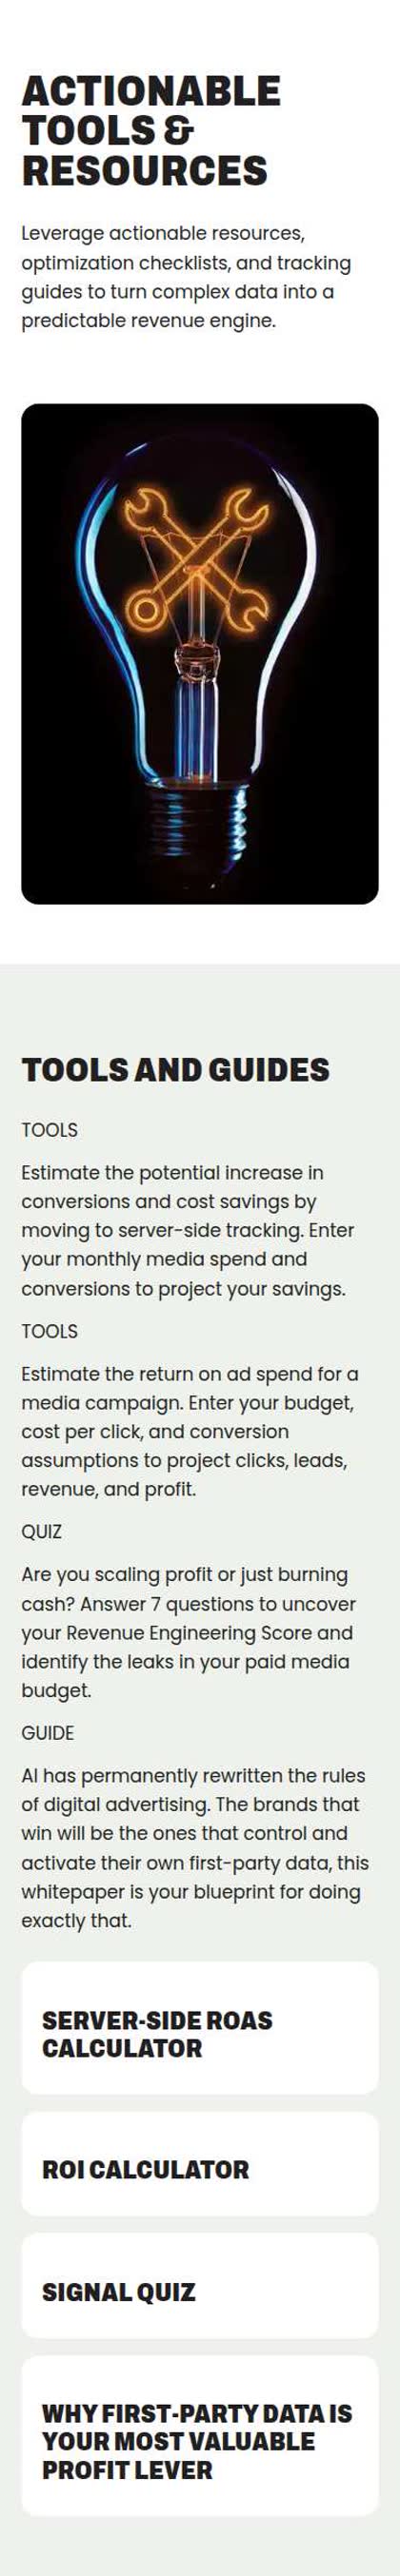 ACTIONABLE
TOOLS &
RESOURCES
Leverage actionable resources,
optimization checklists, and tracking
guides to turn complex data into a
predictable revenue engine.
TOOLS AND GUIDES
TOOLS
Estimate the potential increase in
conversions and cost savings by
moving to server-side tracking. Enter
your monthly media spend and
conversions to project your savings.
TOOLS
Estimate the return on ad spend for a
media campaign. Enter your budget,
cost per click, and conversion
assumptions to project clicks, leads,
revenue, and profit.
QUIZ
Are you scaling profit or just burning
cash? Answer 7 questions to uncover
your Revenue Engineering Score and
identify the leaks in your paid media
budget.
GUIDE
AI has permanently rewritten the rules
of digital advertising. The brands that
win will be the ones that control and
activate their own first-party data, this
whitepaper is your blueprint for doing
exactly that.
SERVER-SIDE ROAS
CALCULATOR
ROI CALCULATOR
SIGNAL QUIZ
WHY FIRST-PARTY DATA IS
YOUR MOST VALUABLE
PROFIT LEVER